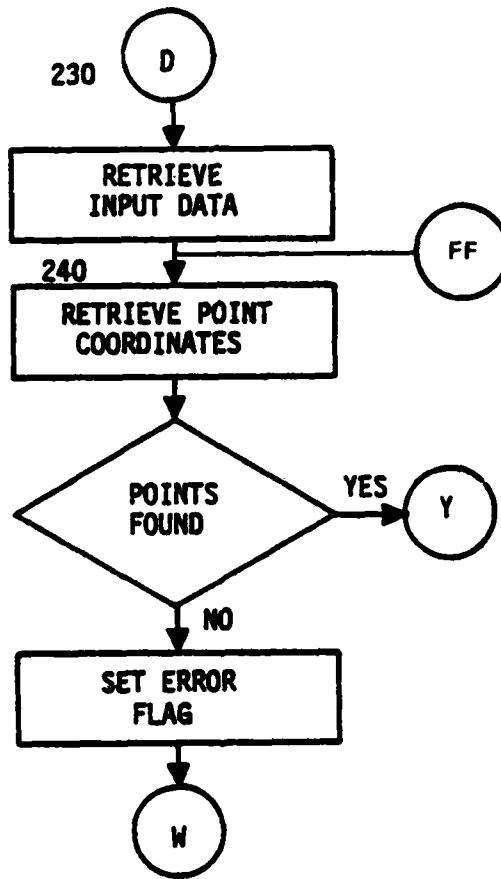 230
D
RETRIEVE
INPUT DATA
FF
240
RETRIEVE POINT
COORDINATES
POINTS
FOUND
YES
Y
NO
SET ERROR
FLAG
W